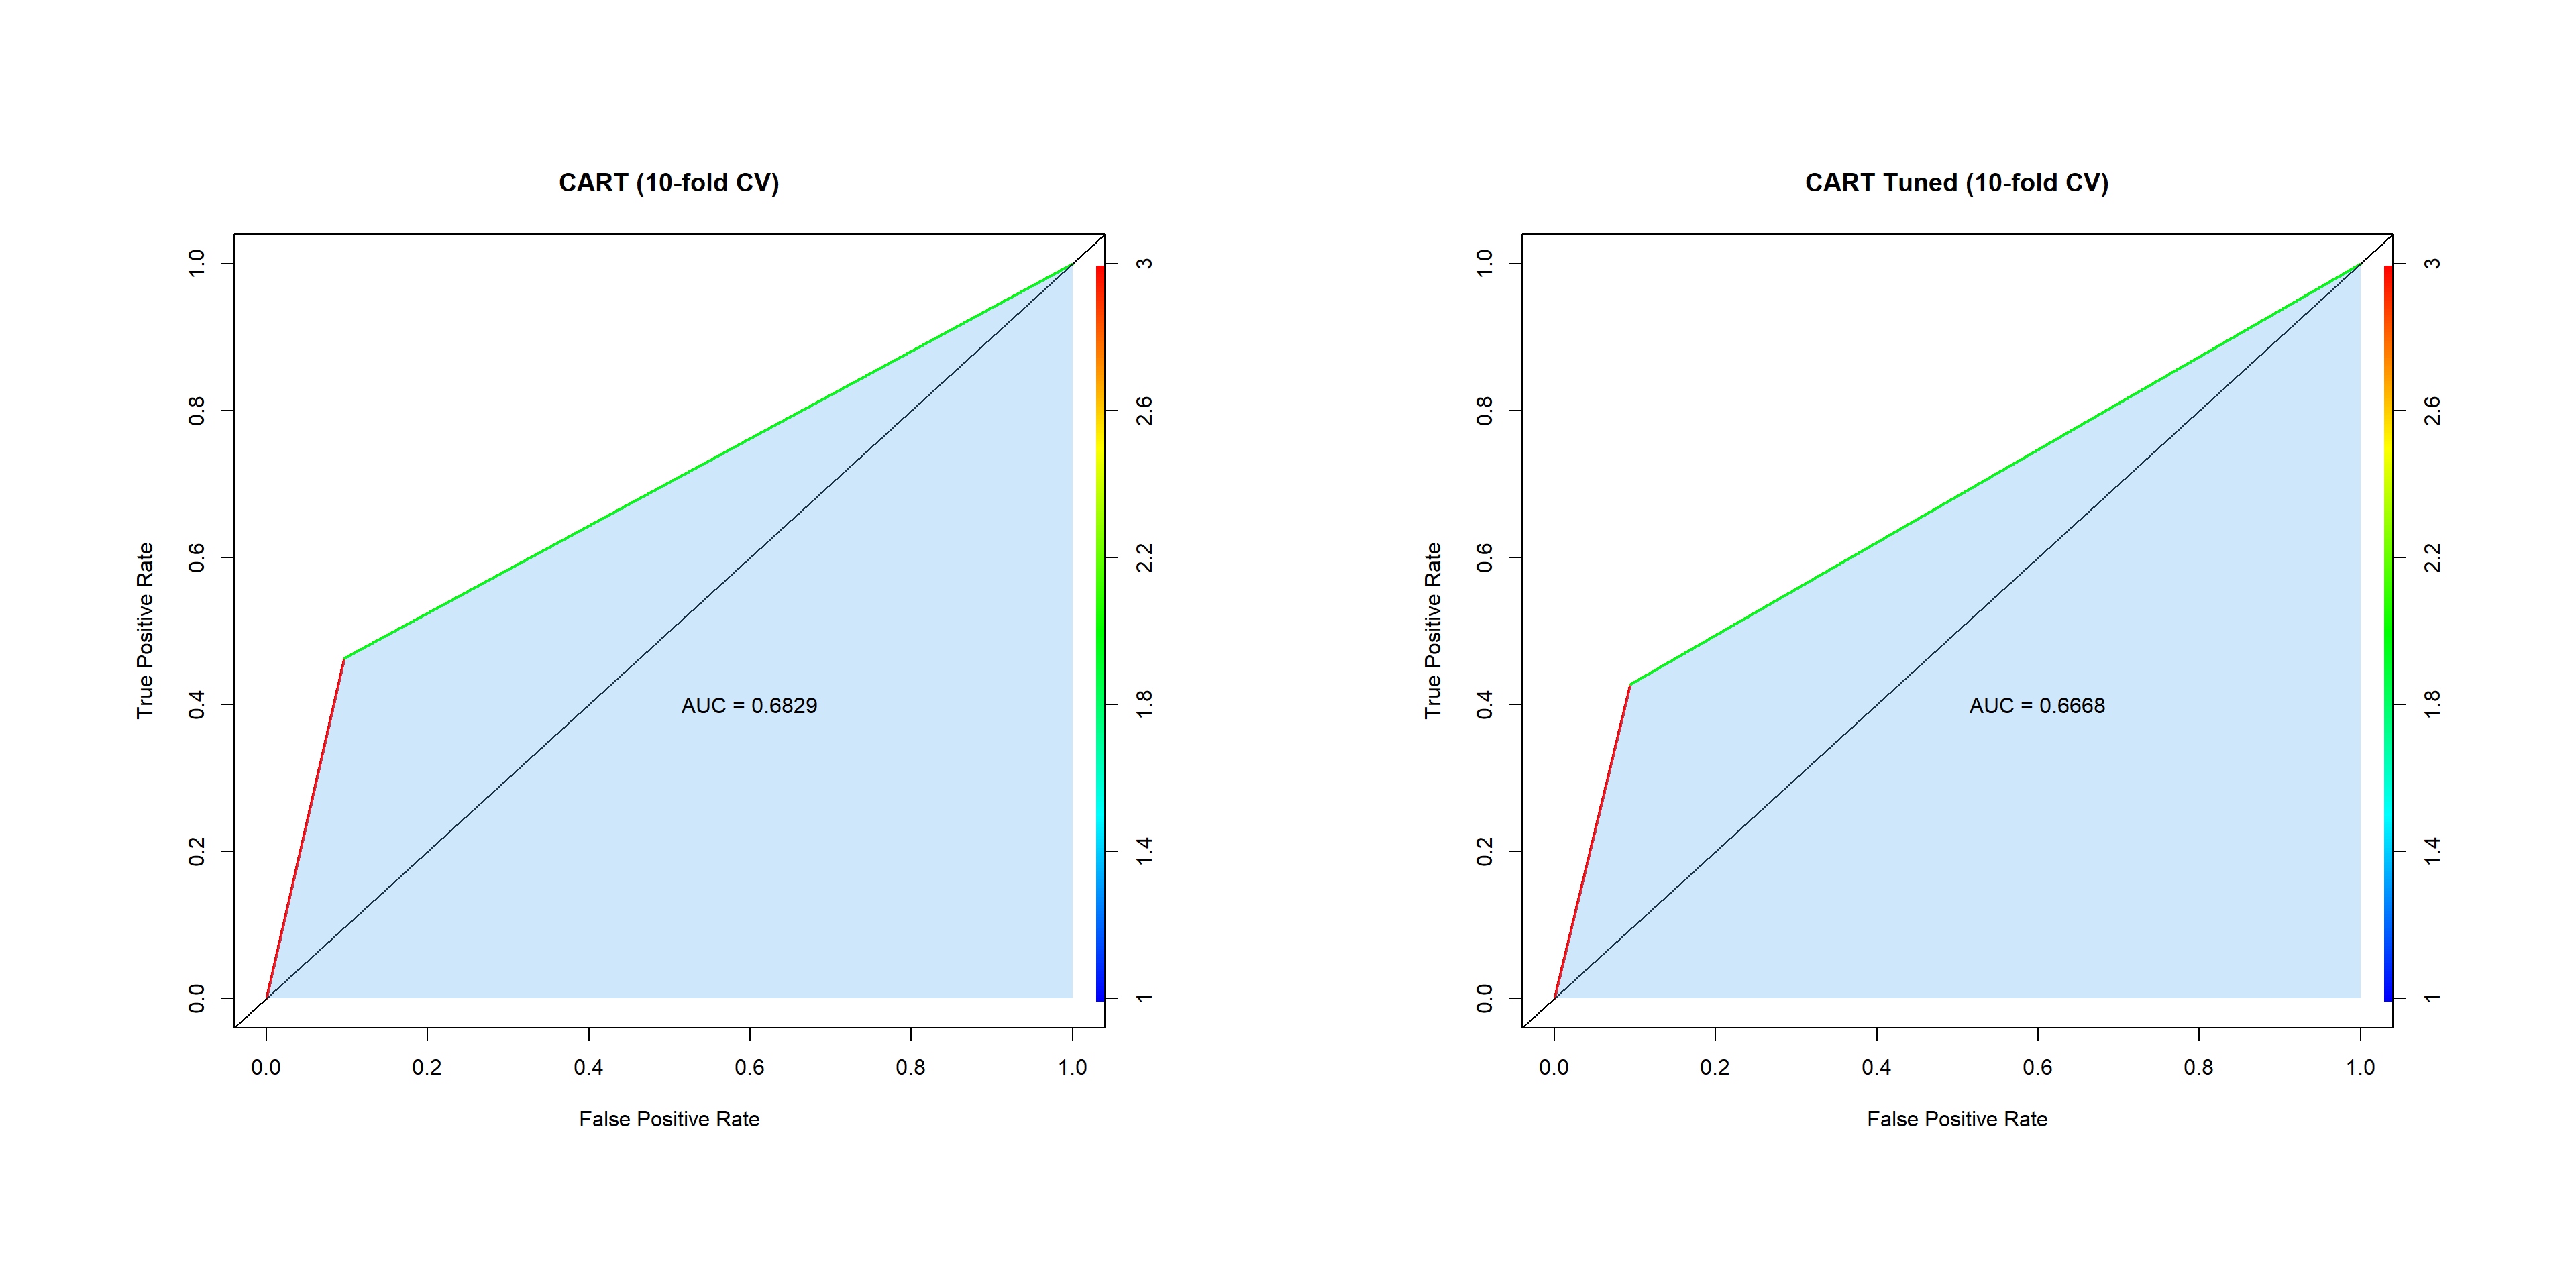 CART (10-fold CV)
True Positive Rate
1.0
0.8
0.6
0.4
0.2
0.0
AUC = 0.6829
3
2.6
2.2
1.8
1.4
1
0.0 0.2 0.4 0.6 0.8 1.0
False Positive Rate
CART Tuned (10-fold CV)
True Positive Rate
1.0
0.8
0.6
0.4
0.2
0.0
AUC = 0.6668
3
2.6
2.2
1.8
1.4
1
0.0 0.2 0.4 0.6 0.8 1.0
False Positive Rate